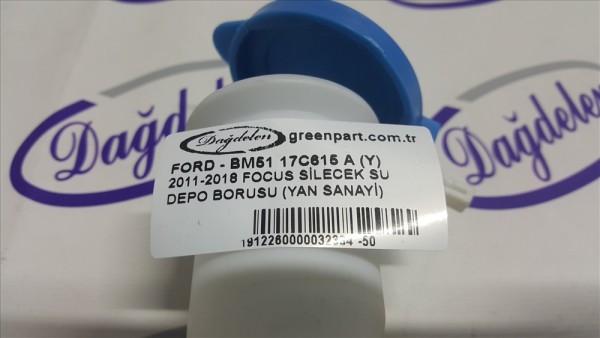 Dağdelen
Dağdelen
Dağdelen greenpart.com.tr
FORD - BM51 17C615 A (Y)
2011-2018 FOCUS SİLECEK SU
DEPO BORUSU (YAN SANAYİ)
-50